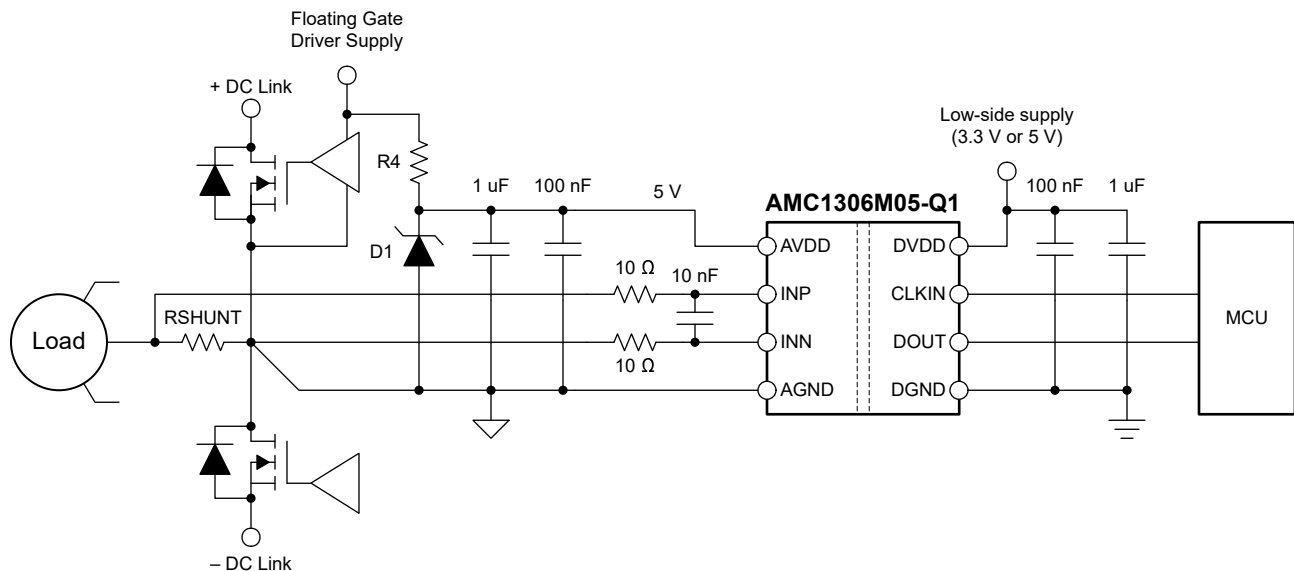 Floating Gate
Driver Supply
+ DC Link
R4
1 uF
100 nF
5 V
D1
10 Ω
10 nF
10 Ω
RSHUNT
Load
– DC Link
AMC1306M05-Q1
AVDD
INP
INN
AGND
DVDD
CLKIN
DOUT
DGND
Low-side supply
(3.3 V or 5 V)
100 nF
1 uF
MCU